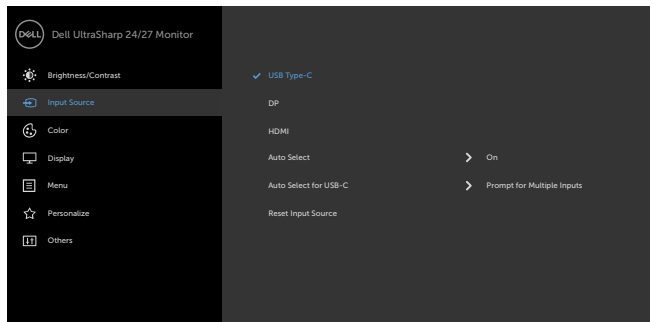 DELL Dell UltraSharp 24/27 Monitor
Brightness/Contrast
USB Type-C
Input Source
DP
Color
HDMI
Display
Auto Select
On
Menu
Auto Select for USB-C
Prompt for Multiple Inputs
Personalize
Reset Input Source
Others